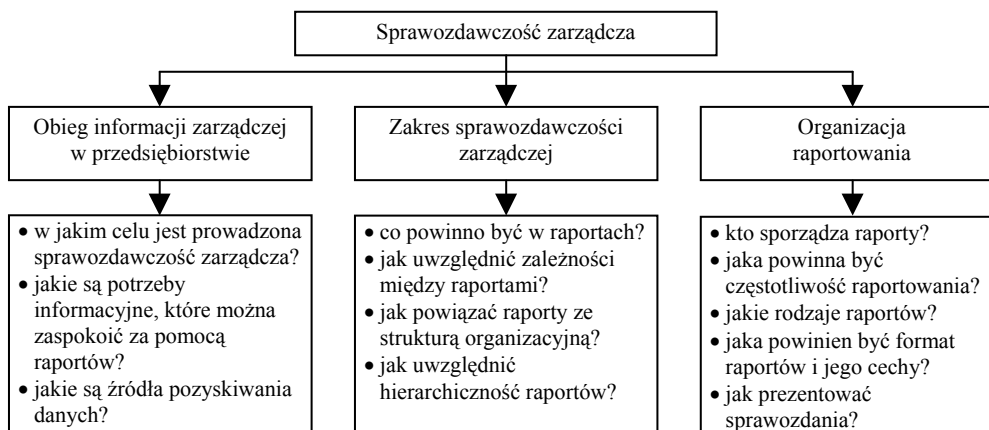 Sprawozdawczość zarządcza
Obieg informacji zarządczej
w przedsiębiorstwie
Zakres sprawozdawczości
zarządczej
Organizacja
raportowania
• w jakim celu jest prowadzona
sprawozdawczość zarządcza?
• jakie są potrzeby
informacyjne, które można
zaspokoić za pomocą
raportów?
• jakie są źródła pozyskiwania
danych?
• co powinno być w raportach?
• jak uwzględnić zależności
między raportami?
• jak powiązać raporty ze
strukturą organizacyjną?
• jak uwzględnić
hierarchiczność raportów?
• kto sporządza raporty?
• jaka powinna być
częstotliwość raportowania?
• jakie rodzaje raportów?
• jaka powinien być format
raportów i jego cechy?
• jak prezentować
sprawozdania?